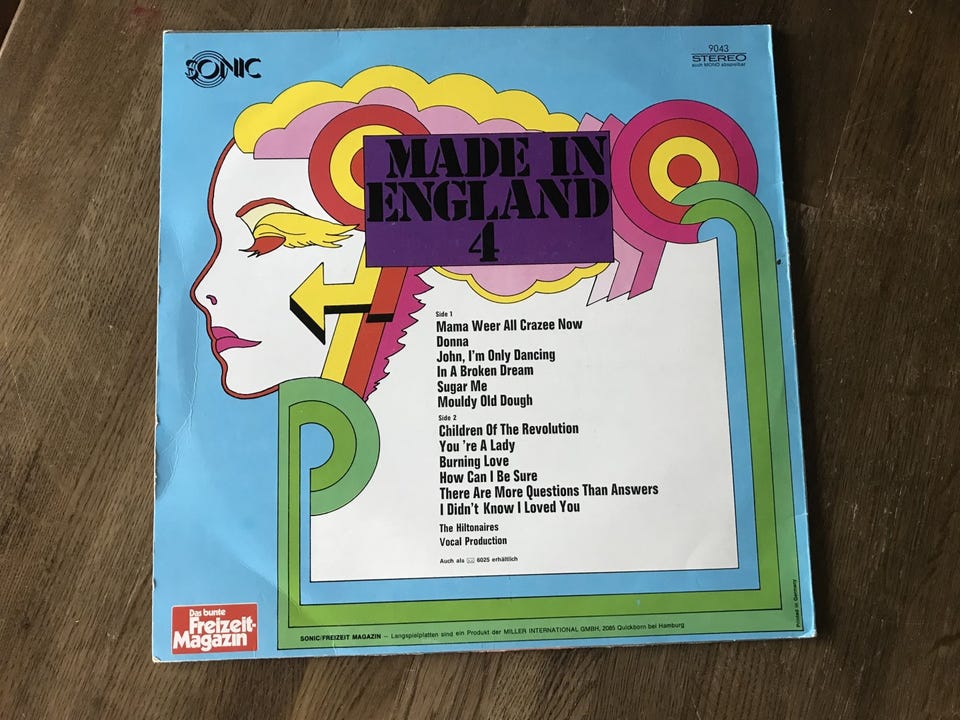 SONIC
9043
STEREO
auch MONO abspielbar
MADE IN
ENGLAND
4
Side 1
Mama Weer All Crazee Now
Donna
John, I'm Only Dancing
In A Broken Dream
Sugar Me
Mouldy Old Dough
Side 2
Children Of The Revolution
You 're A Lady
Burning Love
How Can I Be Sure
There Are More Questions Than Answers
I Didn't Know I Loved You
The Hiltonaires
Vocal Production
Auch als 6025 erhältlich
Das bunte
Freizeit-
Magazin
SONIC/FREIZEIT MAGAZIN – Langspielplatten sind ein Produkt der MILLER INTERNATIONAL GMBH, 2085 Quickborn bei Hamburg
Printed in Germany